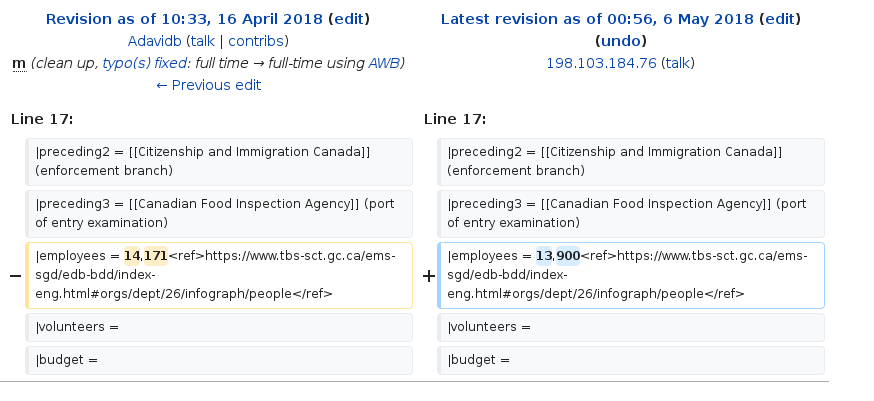 Revision as of 10:33, 16 April 2018 (edit)
Adavidb (talk | contribs)
m (clean up, typo(s) fixed: full time → full-time using AWB)
← Previous edit
Latest revision as of 00:56, 6 May 2018 (edit)
(undo)
198.103.184.76 (talk)
Line 17:
|preceding2 = [[Citizenship and Immigration Canada]]
(enforcement branch)
|preceding3 = [[Canadian Food Inspection Agency]] (port
of entry examination)
− |employees = 14,171<ref>https://www.tbs-sct.gc.ca/ems-
sgd/edb-bdd/index-
eng.html#orgs/dept/26/infograph/people</ref>
|volunteers =
|budget =
Line 17:
|preceding2 = [[Citizenship and Immigration Canada]]
(enforcement branch)
|preceding3 = [[Canadian Food Inspection Agency]] (port
of entry examination)
+ |employees = 13,900<ref>https://www.tbs-sct.gc.ca/ems-
sgd/edb-bdd/index-
eng.html#orgs/dept/26/infograph/people</ref>
|volunteers =
|budget =